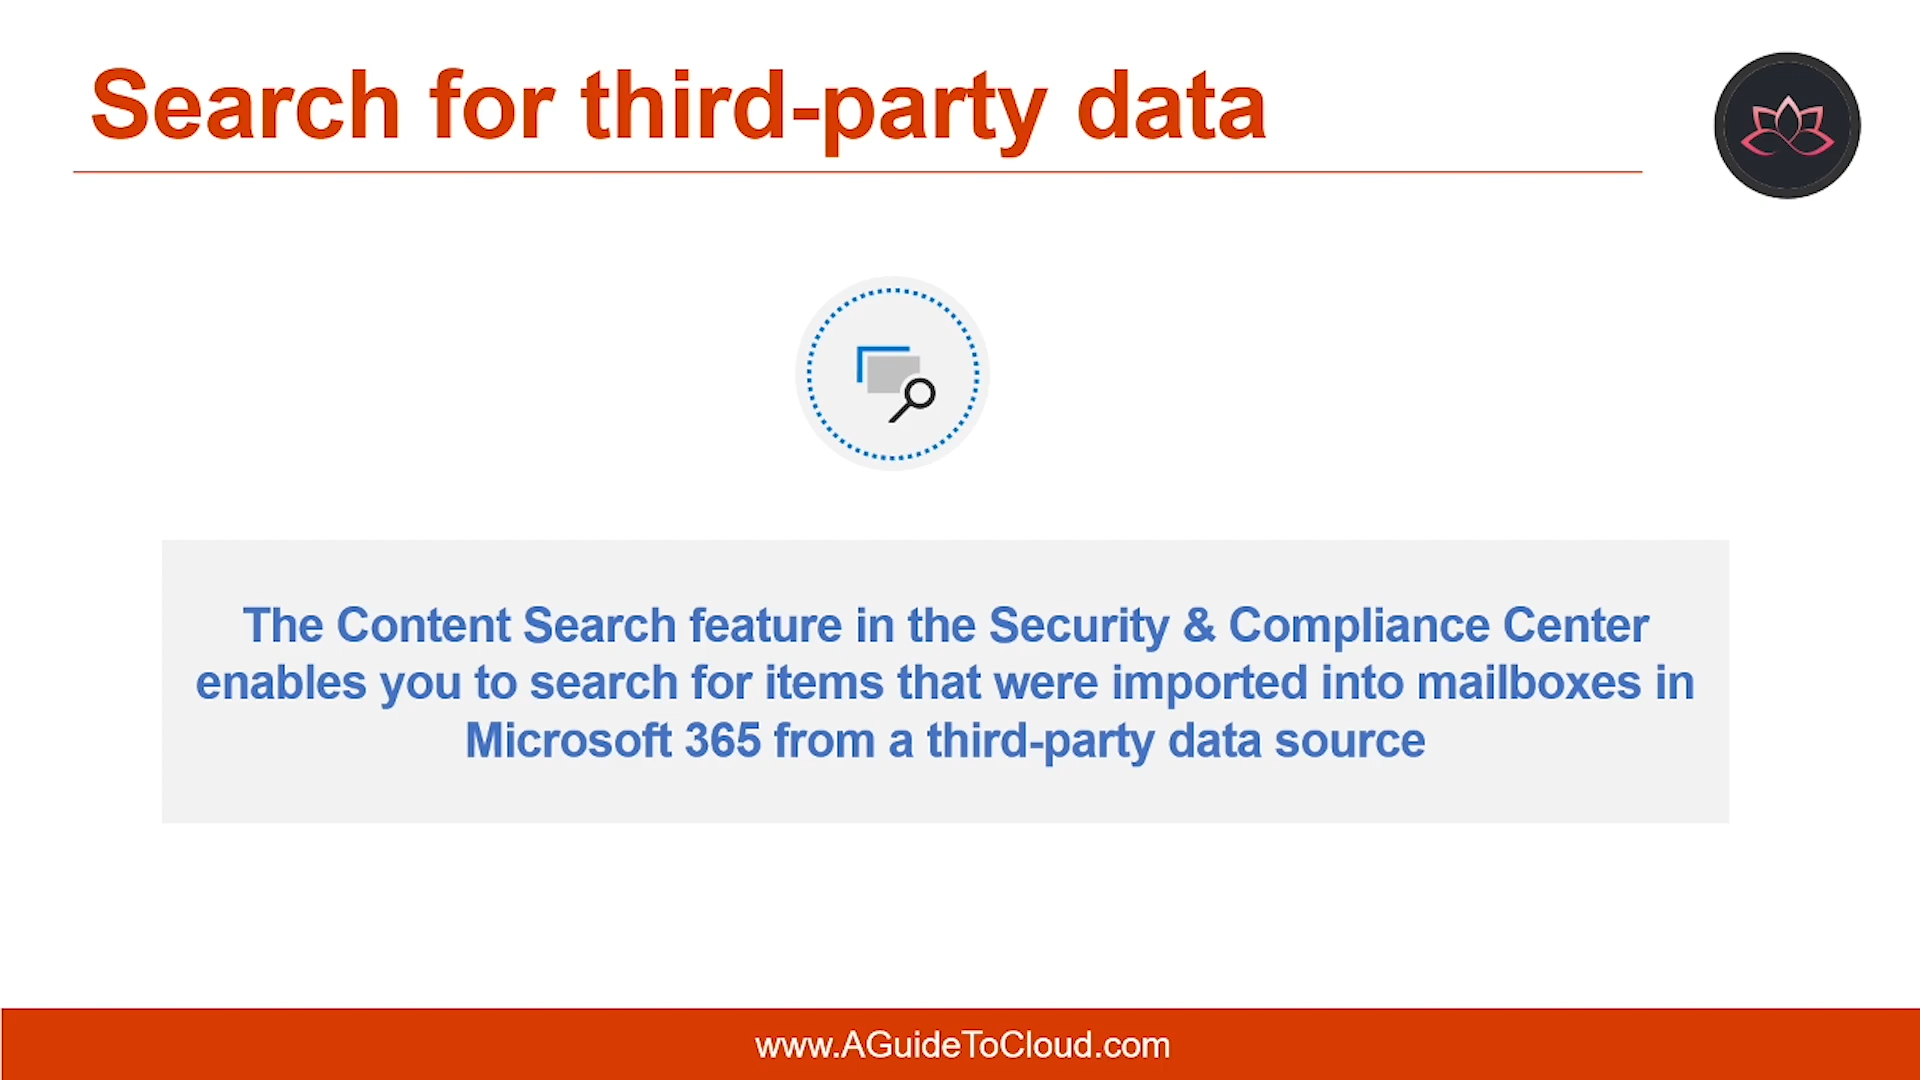 Search for third-party data
The Content Search feature in the Security & Compliance Center
enables you to search for items that were imported into mailboxes in
Microsoft 365 from a third-party data source
www.AGuideToCloud.com